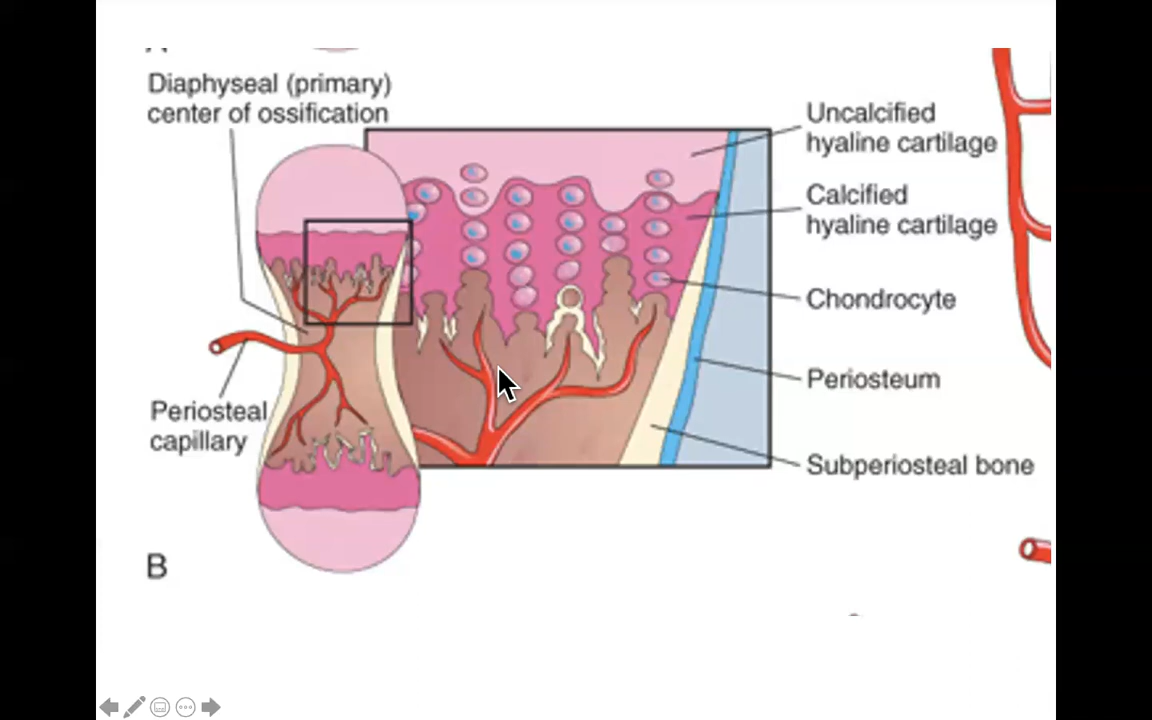 Diaphyseal (primary)
center of ossification
Uncalcified
hyaline cartilage
Calcified
hyaline cartilage
Chondrocyte
Periosteum
Periosteal
capillary
Subperiosteal bone
B